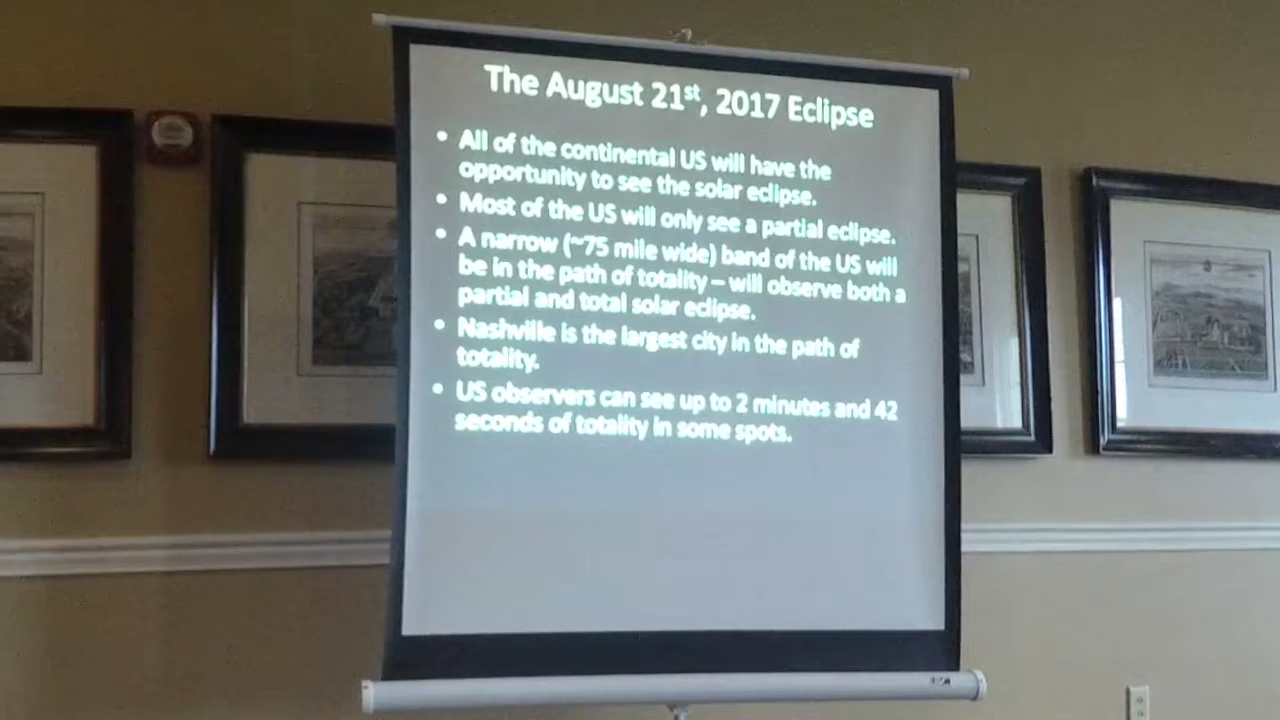 The August 21st, 2017 Eclipse
• All of the continental US will have the
opportunity to see the solar eclipse.
• Most of the US will only see a partial eclipse.
• A narrow (~75 mile wide) band of the US will
be in the path of totality – will observe both a
partial and total solar eclipse.
• Nashville is the largest city in the path of
totality.
• US observers can see up to 2 minutes and 42
seconds of totality in some spots.